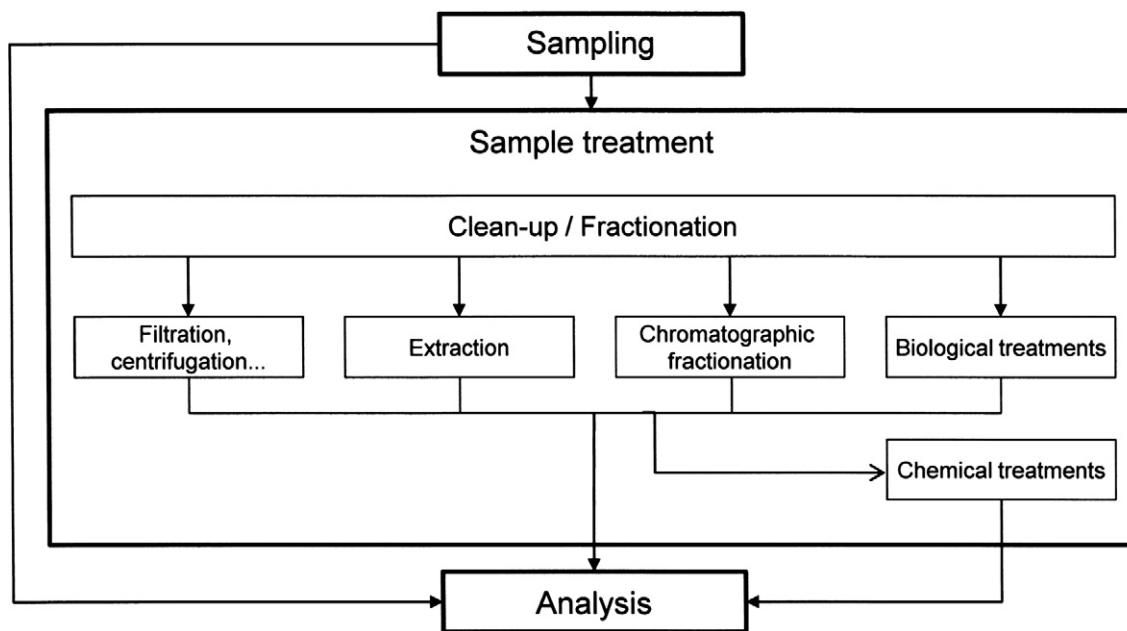 Sampling
Sample treatment
Clean-up / Fractionation
Filtration,
centrifugation...
Extraction
Chromatographic
fractionation
Biological treatments
Chemical treatments
Analysis